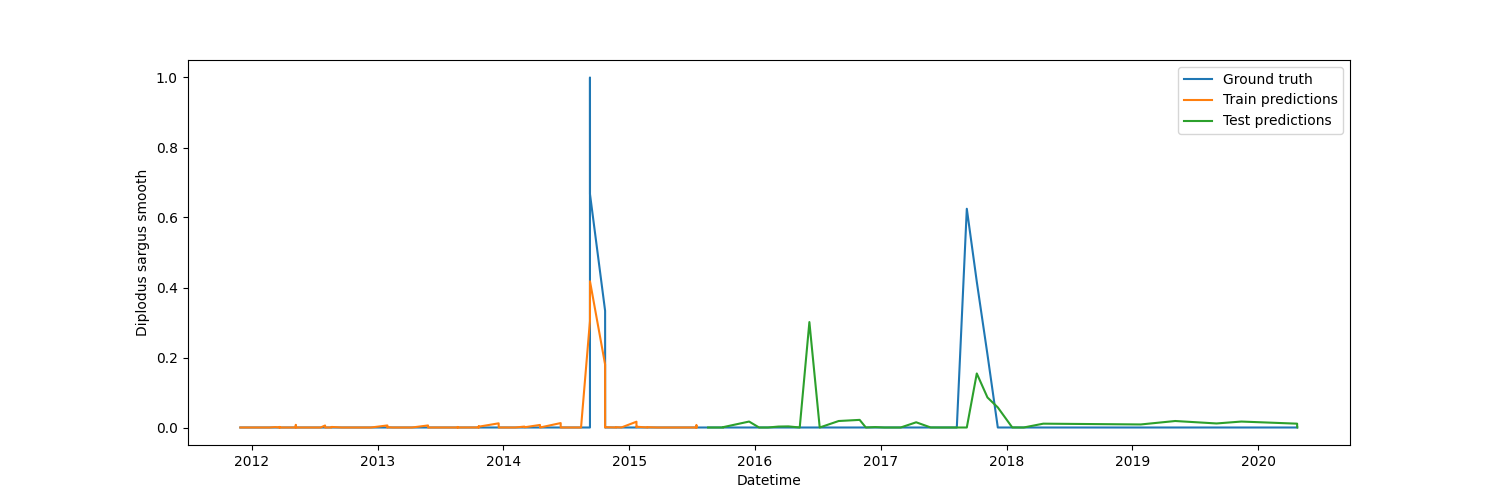 Diplodus sargus smooth
1.0
0.8
0.6
0.4
0.2
0.0
2012 2013 2014 2015 2016 2017 2018 2019 2020
Datetime
Ground truth
Train predictions
Test predictions